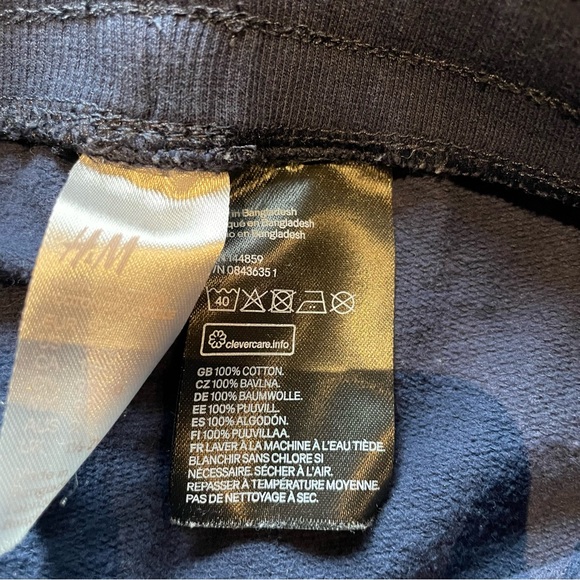 H&M
in Bangladesh
en Bangladesh
en Bangladesh
144859
08436351
40
clevercare.info
GB 100% COTTON.
CZ 100% BAVLNA.
DE 100% BAUMWOLLE.
EE 100% PUUVILL.
ES 100% ALGODÓN.
FI 100% PUUVILLAA.
FR LAVER À LA MACHINE À L'EAU TIÈDE.
BLANCHIR SANS CHLORE SI
NÉCESSAIRE. SÉCHER À L'AIR.
REPASSER À TEMPÉRATURE MOYENNE.
PAS DE NETTOYAGE À SEC.